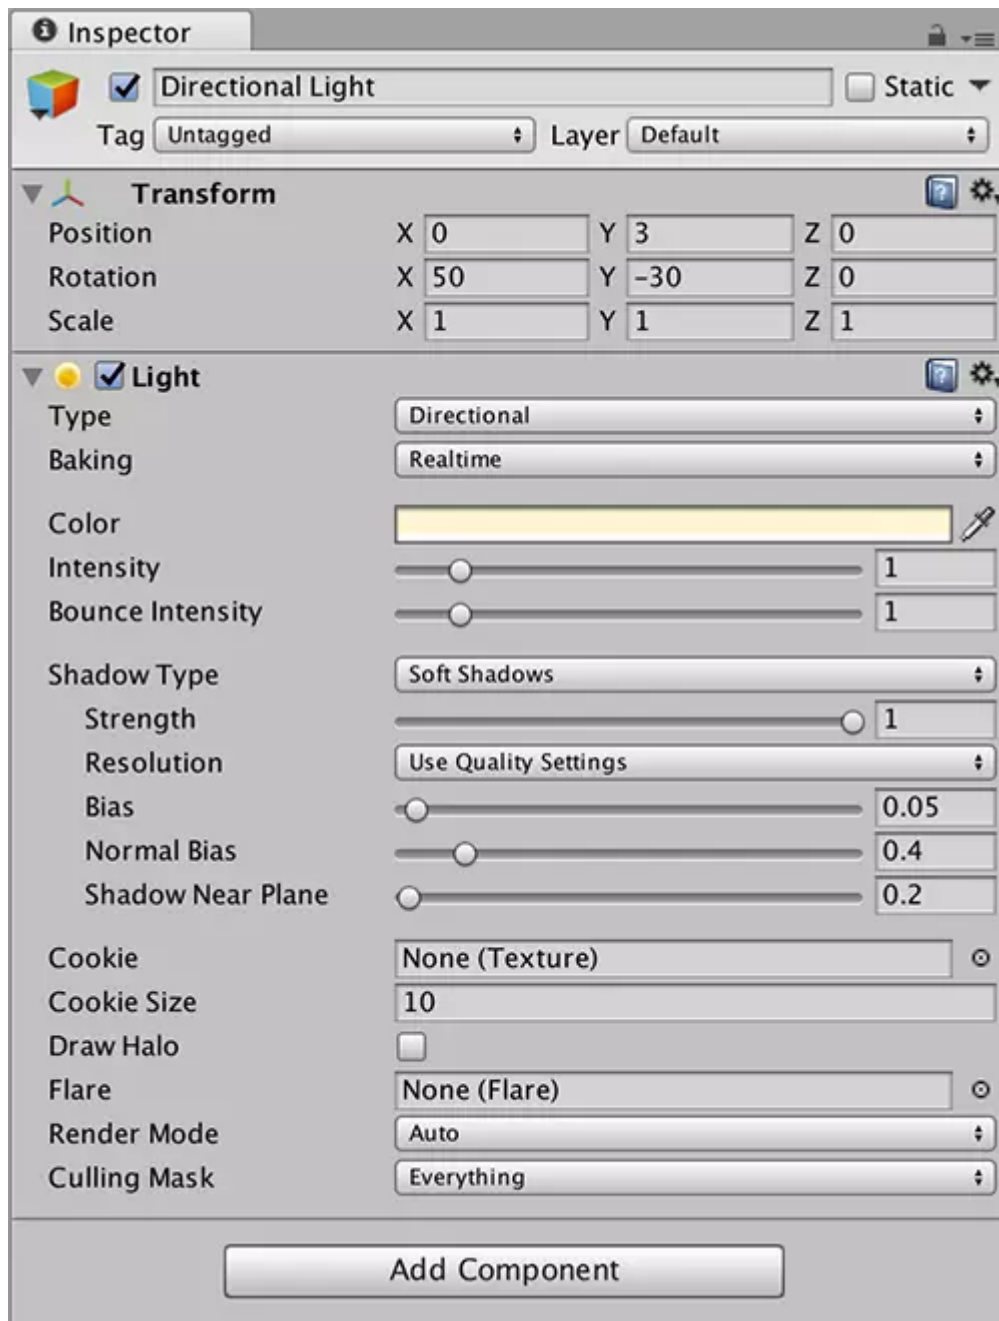 Inspector
Directional Light Static
Tag Untagged Layer Default
Transform
Position X 0 Y 3 Z 0
Rotation X 50 Y -30 Z 0
Scale X 1 Y 1 Z 1
Light
Type Directional
Baking Realtime
Color
Intensity 1
Bounce Intensity 1
Shadow Type Soft Shadows
Strength 1
Resolution Use Quality Settings
Bias 0.05
Normal Bias 0.4
Shadow Near Plane 0.2
Cookie None (Texture)
Cookie Size 10
Draw Halo
Flare None (Flare)
Render Mode Auto
Culling Mask Everything
Add Component